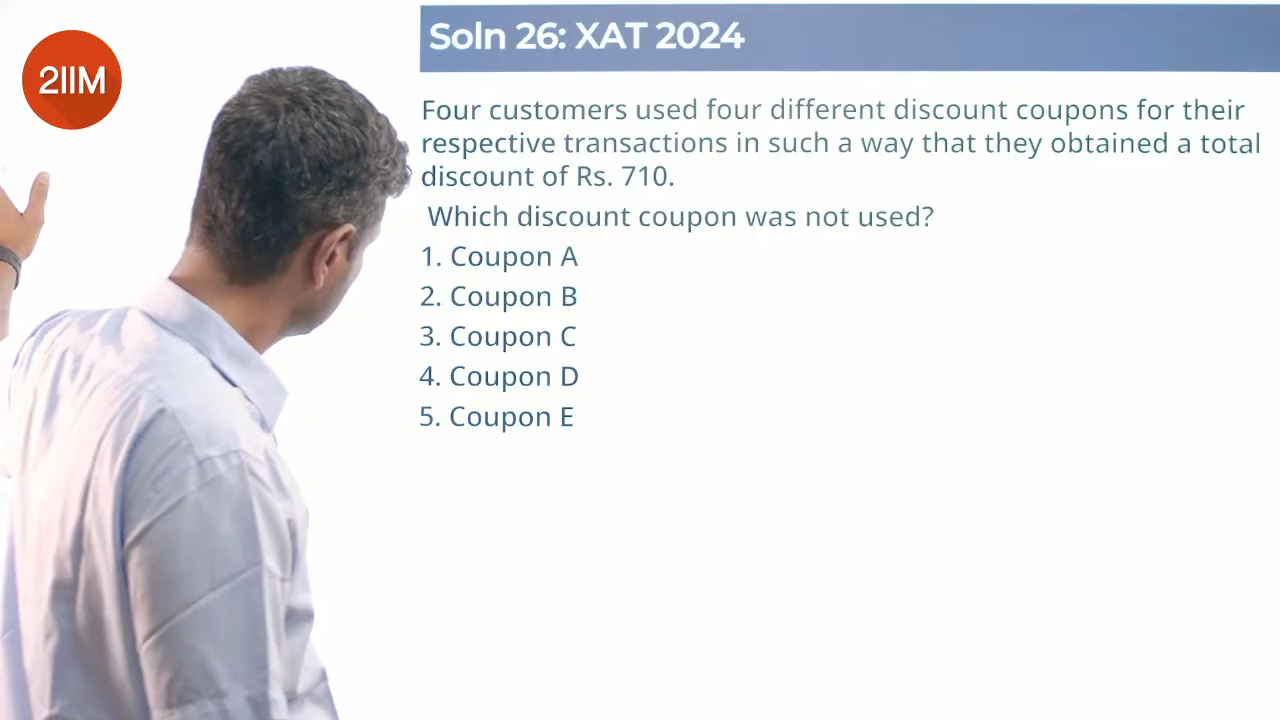 2IIM
Soln 26: XAT 2024
Four customers used four different discount coupons for their
respective transactions in such a way that they obtained a total
discount of Rs. 710.
Which discount coupon was not used?
1. Coupon A
2. Coupon B
3. Coupon C
4. Coupon D
5. Coupon E